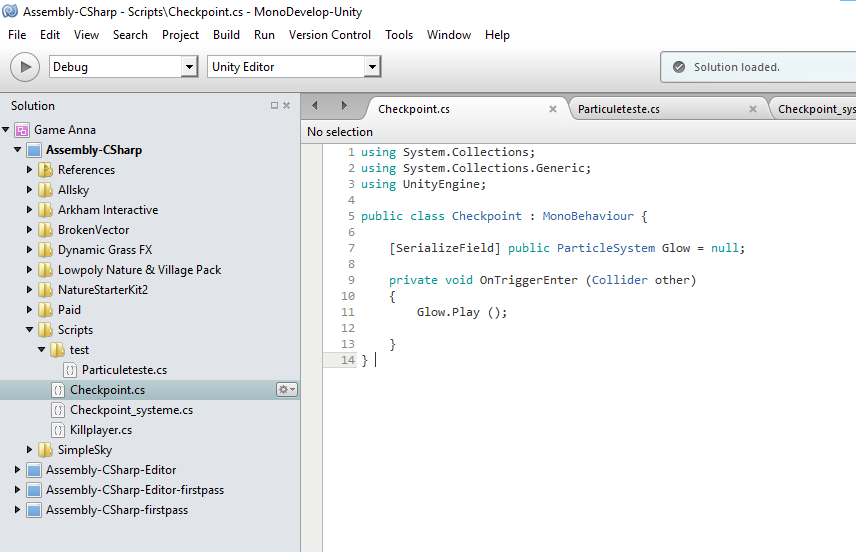 Assembly-CSharp - Scripts\Checkpoint.cs - MonoDevelop-Unity
File Edit View Search Project Build Run Version Control Tools Window Help
Debug Unity Editor Solution loaded.
Solution
Game Anna
Assembly-CSharp
References
Allsky
Arkham Interactive
BrokenVector
Dynamic Grass FX
Lowpoly Nature & Village Pack
NatureStarterKit2
Paid
Scripts
test
Particuleteste.cs
Checkpoint.cs
Checkpoint_systeme.cs
Killplayer.cs
SimpleSky
Assembly-CSharp-Editor
Assembly-CSharp-Editor-firstpass
Assembly-CSharp-firstpass
Checkpoint.cs Particuleteste.cs Checkpoint_sys
No selection
1 using System.Collections;
2 using System.Collections.Generic;
3 using UnityEngine;
4
5 public class Checkpoint : MonoBehaviour {
6
7 [SerializeField] public ParticleSystem Glow = null;
8
9 private void OnTriggerEnter (Collider other)
10 {
11 Glow.Play ();
12
13 }
14 }